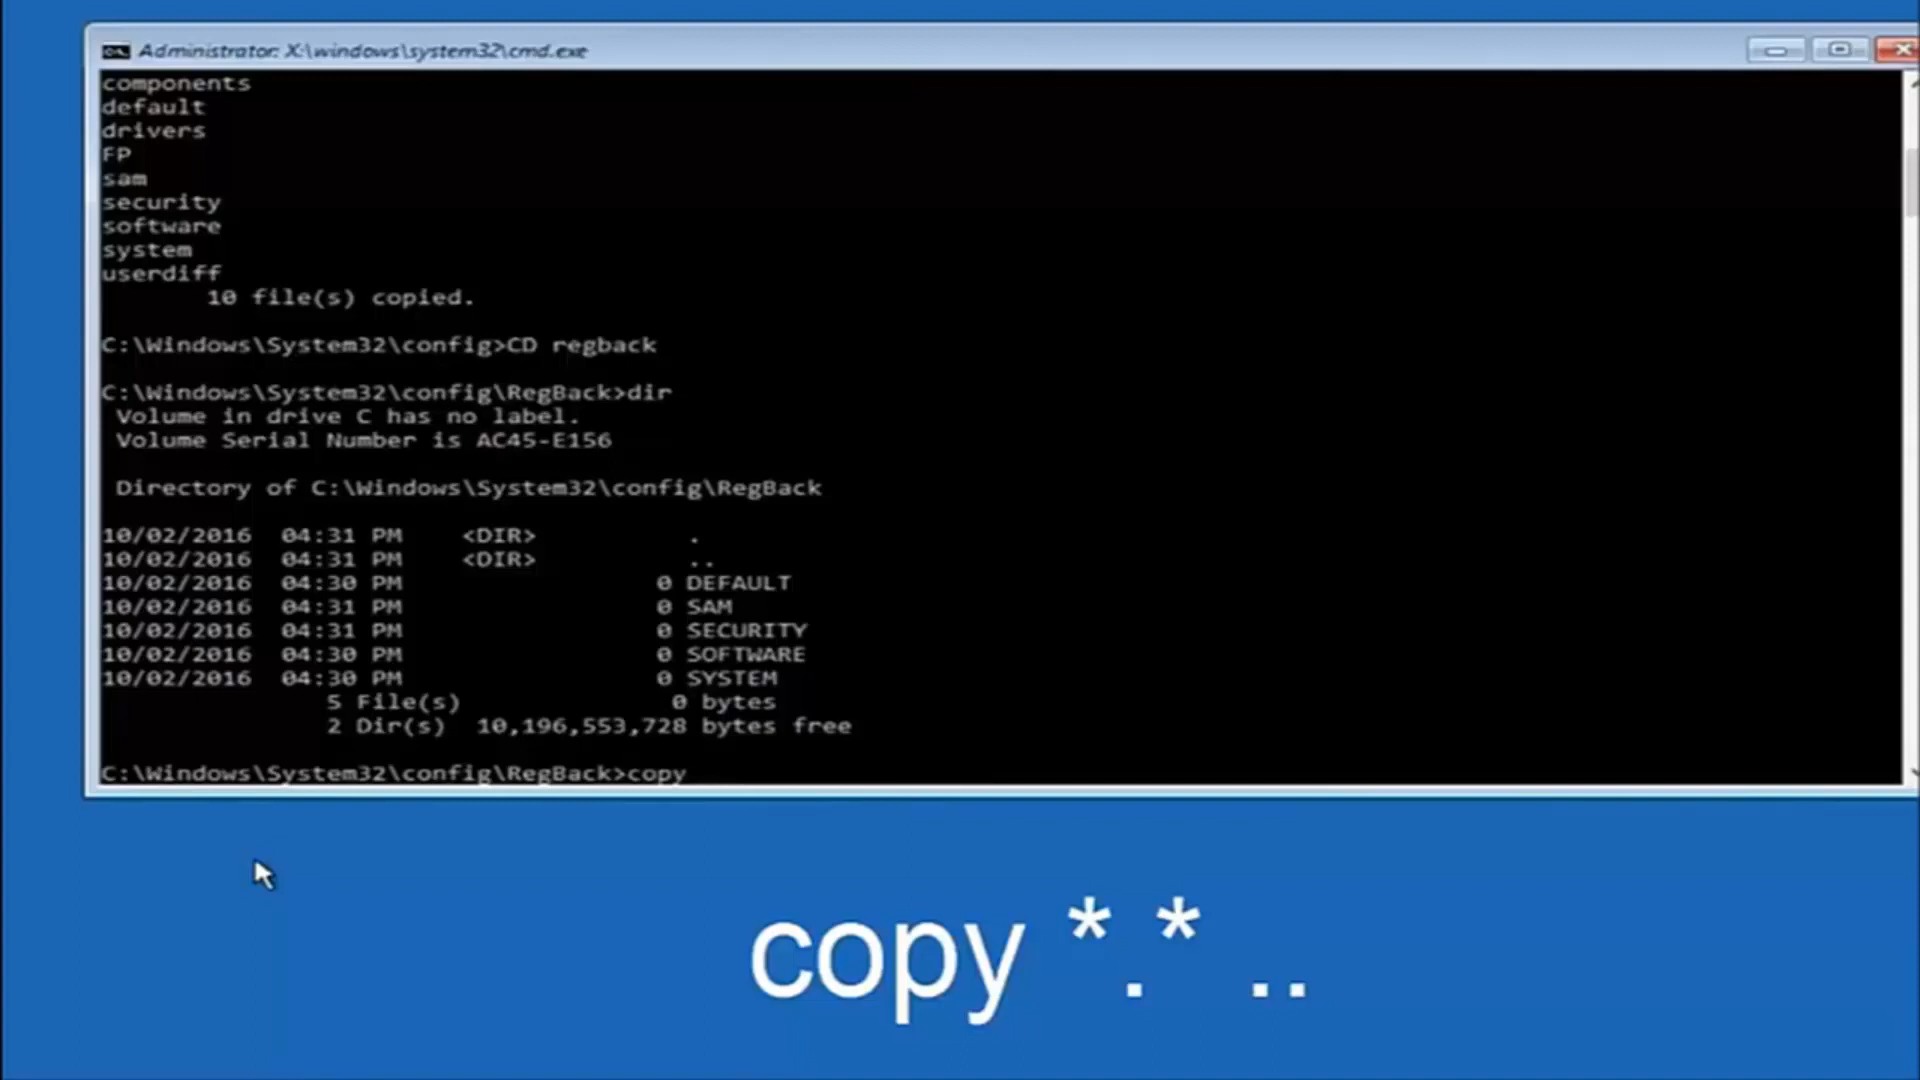 Administrator: X:\windows\system32\cmd.exe
components
default
drivers
FP
sam
security
software
system
userdiff
10 file(s) copied.
C:\Windows\System32\config>CD regback
C:\Windows\System32\config\RegBack>dir
Volume in drive C has no label.
Volume Serial Number is AC45-E156
Directory of C:\Windows\System32\config\RegBack
10/02/2016 04:31 PM <DIR> .
10/02/2016 04:31 PM <DIR> ..
10/02/2016 04:30 PM 0 DEFAULT
10/02/2016 04:31 PM 0 SAM
10/02/2016 04:31 PM 0 SECURITY
10/02/2016 04:30 PM 0 SOFTWARE
10/02/2016 04:30 PM 0 SYSTEM
5 File(s) 0 bytes
2 Dir(s) 10,196,553,728 bytes free
C:\Windows\System32\config\RegBack>copy
copy *.* ..